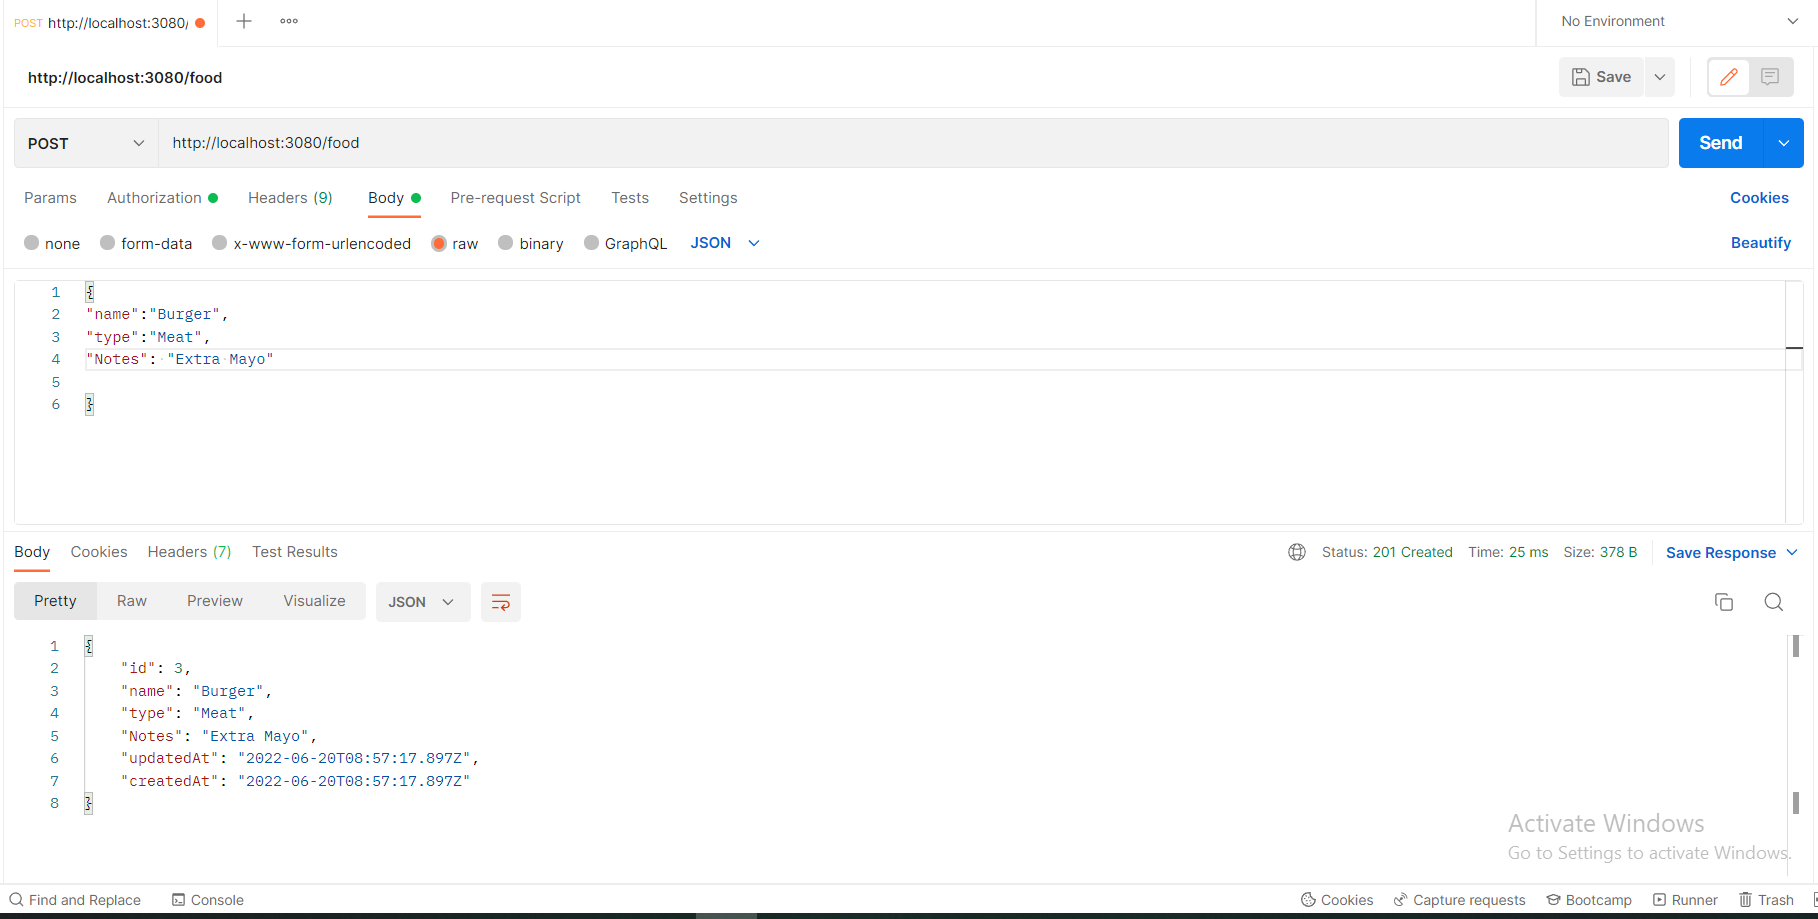 POST http://localhost:3080/
No Environment
http://localhost:3080/food
Save
POST http://localhost:3080/food Send
Params Authorization Headers (9) Body Pre-request Script Tests Settings Cookies
none form-data x-www-form-urlencoded raw binary GraphQL JSON Beautify
1 {
2 "name":"Burger",
3 "type":"Meat",
4 "Notes": "Extra Mayo"
5
6 }
Body Cookies Headers (7) Test Results Status: 201 Created Time: 25 ms Size: 378 B Save Response
Pretty Raw Preview Visualize JSON
1 {
2 "id": 3,
3 "name": "Burger",
4 "type": "Meat",
5 "Notes": "Extra Mayo",
6 "updatedAt": "2022-06-20T08:57:17.897Z",
7 "createdAt": "2022-06-20T08:57:17.897Z"
8 }
Activate Windows
Go to Settings to activate Windows.
Find and Replace Console Cookies Capture requests Bootcamp Runner Trash